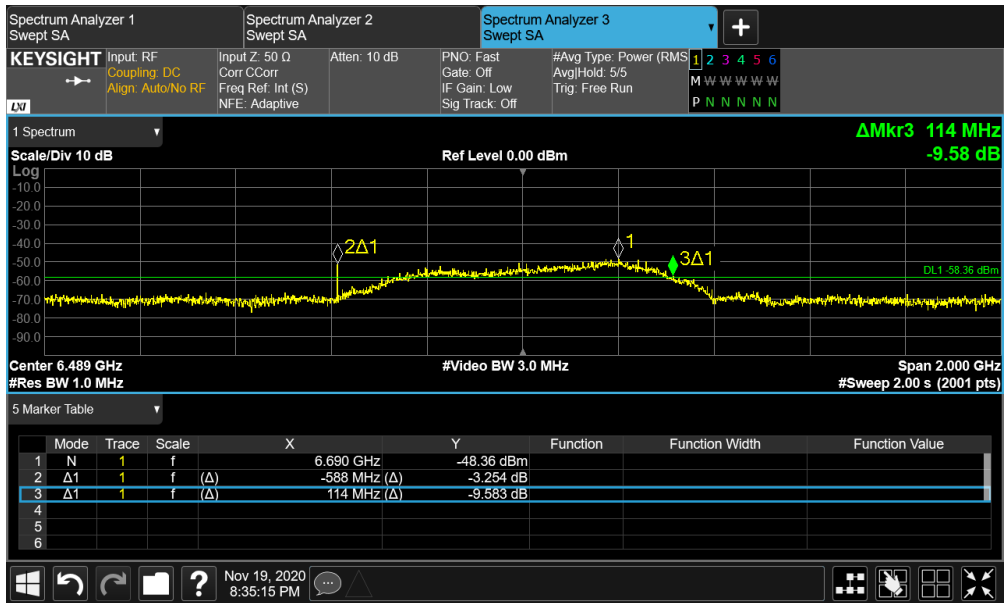 Spectrum Analyzer 1
Swept SA
Spectrum Analyzer 2
Swept SA
Spectrum Analyzer 3
Swept SA
KEYSIGHT
LXI
Input: RF
Coupling: DC
Align: Auto/No RF
Input Z: 50 Ω
Corr CCorr
Freq Ref: Int (S)
NFE: Adaptive
Atten: 10 dB
PNO: Fast
Gate: Off
IF Gain: Low
Sig Track: Off
#Avg Type: Power (RMS
Avg|Hold: 5/5
Trig: Free Run
1 2 3 4 5 6
M W W W W W
P N N N N N
1 Spectrum
ΔMkr3 114 MHz
Scale/Div 10 dB
Ref Level 0.00 dBm
-9.58 dB
Log
-10.0
-20.0
-30.0
-40.0
-50.0
-60.0
-70.0
-80.0
-90.0
2Δ1
1
3Δ1
DL1 -58.36 dBm
Center 6.489 GHz
#Video BW 3.0 MHz
Span 2.000 GHz
#Res BW 1.0 MHz
#Sweep 2.00 s (2001 pts)
5 Marker Table
Mode Trace Scale X Y Function Function Width Function Value
1 N 1 f 6.690 GHz -48.36 dBm
2 Δ1 1 f (Δ) -588 MHz (Δ) -3.254 dB
3 Δ1 1 f (Δ) 114 MHz (Δ) -9.583 dB
4
5
6
?
Nov 19, 2020
8:35:15 PM